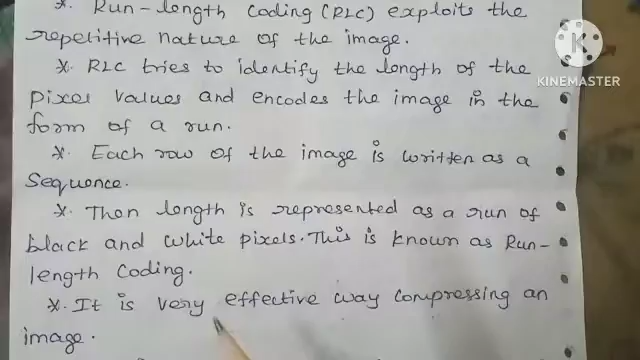 * Run-length Coding (RLC) exploits the
repetitive nature of the image.
* RLC tries to identify the length of the
pixel values and encodes the image in the
form of a run.
* Each row of the image is written as a
sequence.
* Then length is represented as a run of
black and white pixels. This is known as Run-
length Coding.
* It is very effective way compressing an
image.
KINEMASTER